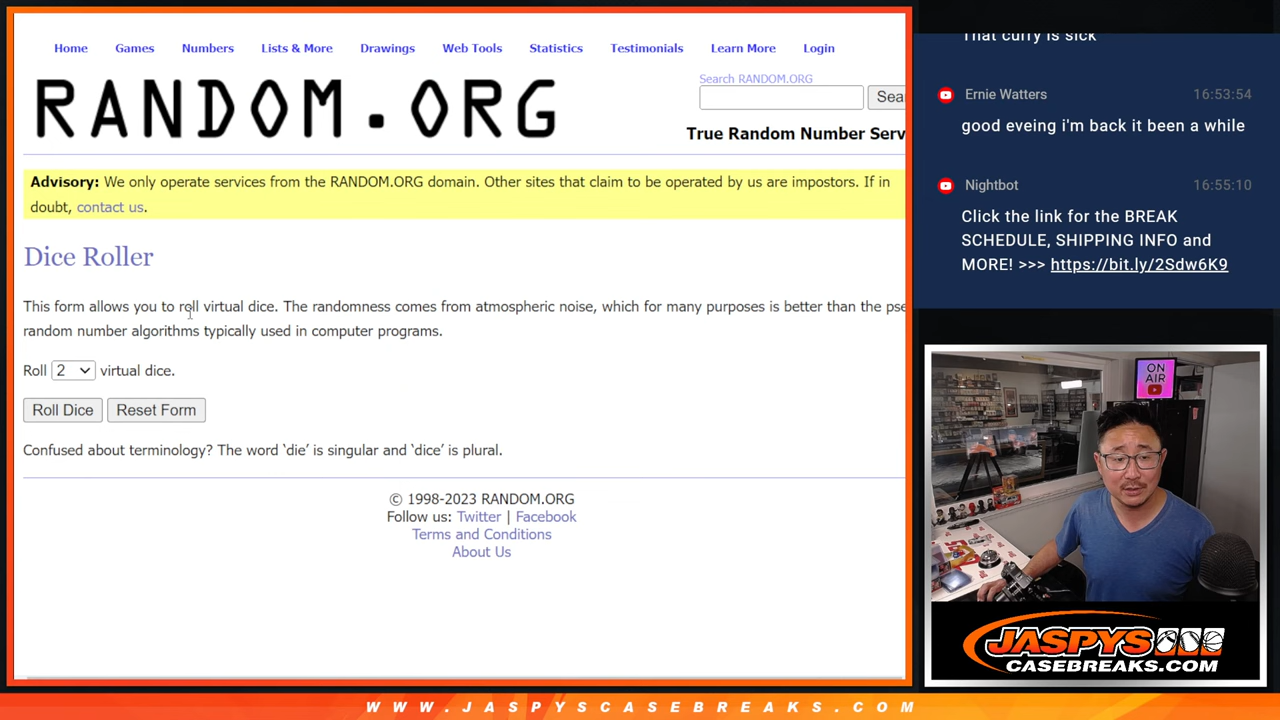 Home Games Numbers Lists & More Drawings Web Tools Statistics Testimonials Learn More Login
RANDOM.ORG
Search RANDOM.ORG
Sear
True Random Number Serv
Advisory: We only operate services from the RANDOM.ORG domain. Other sites that claim to be operated by us are impostors. If in
doubt, contact us.
Dice Roller
This form allows you to roll virtual dice. The randomness comes from atmospheric noise, which for many purposes is better than the pse
random number algorithms typically used in computer programs.
Roll 2 virtual dice.
Roll Dice Reset Form
Confused about terminology? The word ‘die’ is singular and ‘dice’ is plural.
© 1998-2023 RANDOM.ORG
Follow us: Twitter | Facebook
Terms and Conditions
About Us
That curry is sick
Ernie Watters 16:53:54
good eveing i'm back it been a while
Nightbot 16:55:10
Click the link for the BREAK
SCHEDULE, SHIPPING INFO and
MORE! >>> https://bit.ly/2Sdw6K9
ON
AIR
JASPYS
CASEBREAKS.COM
WWW.JASPYSCASEBREAKS.COM